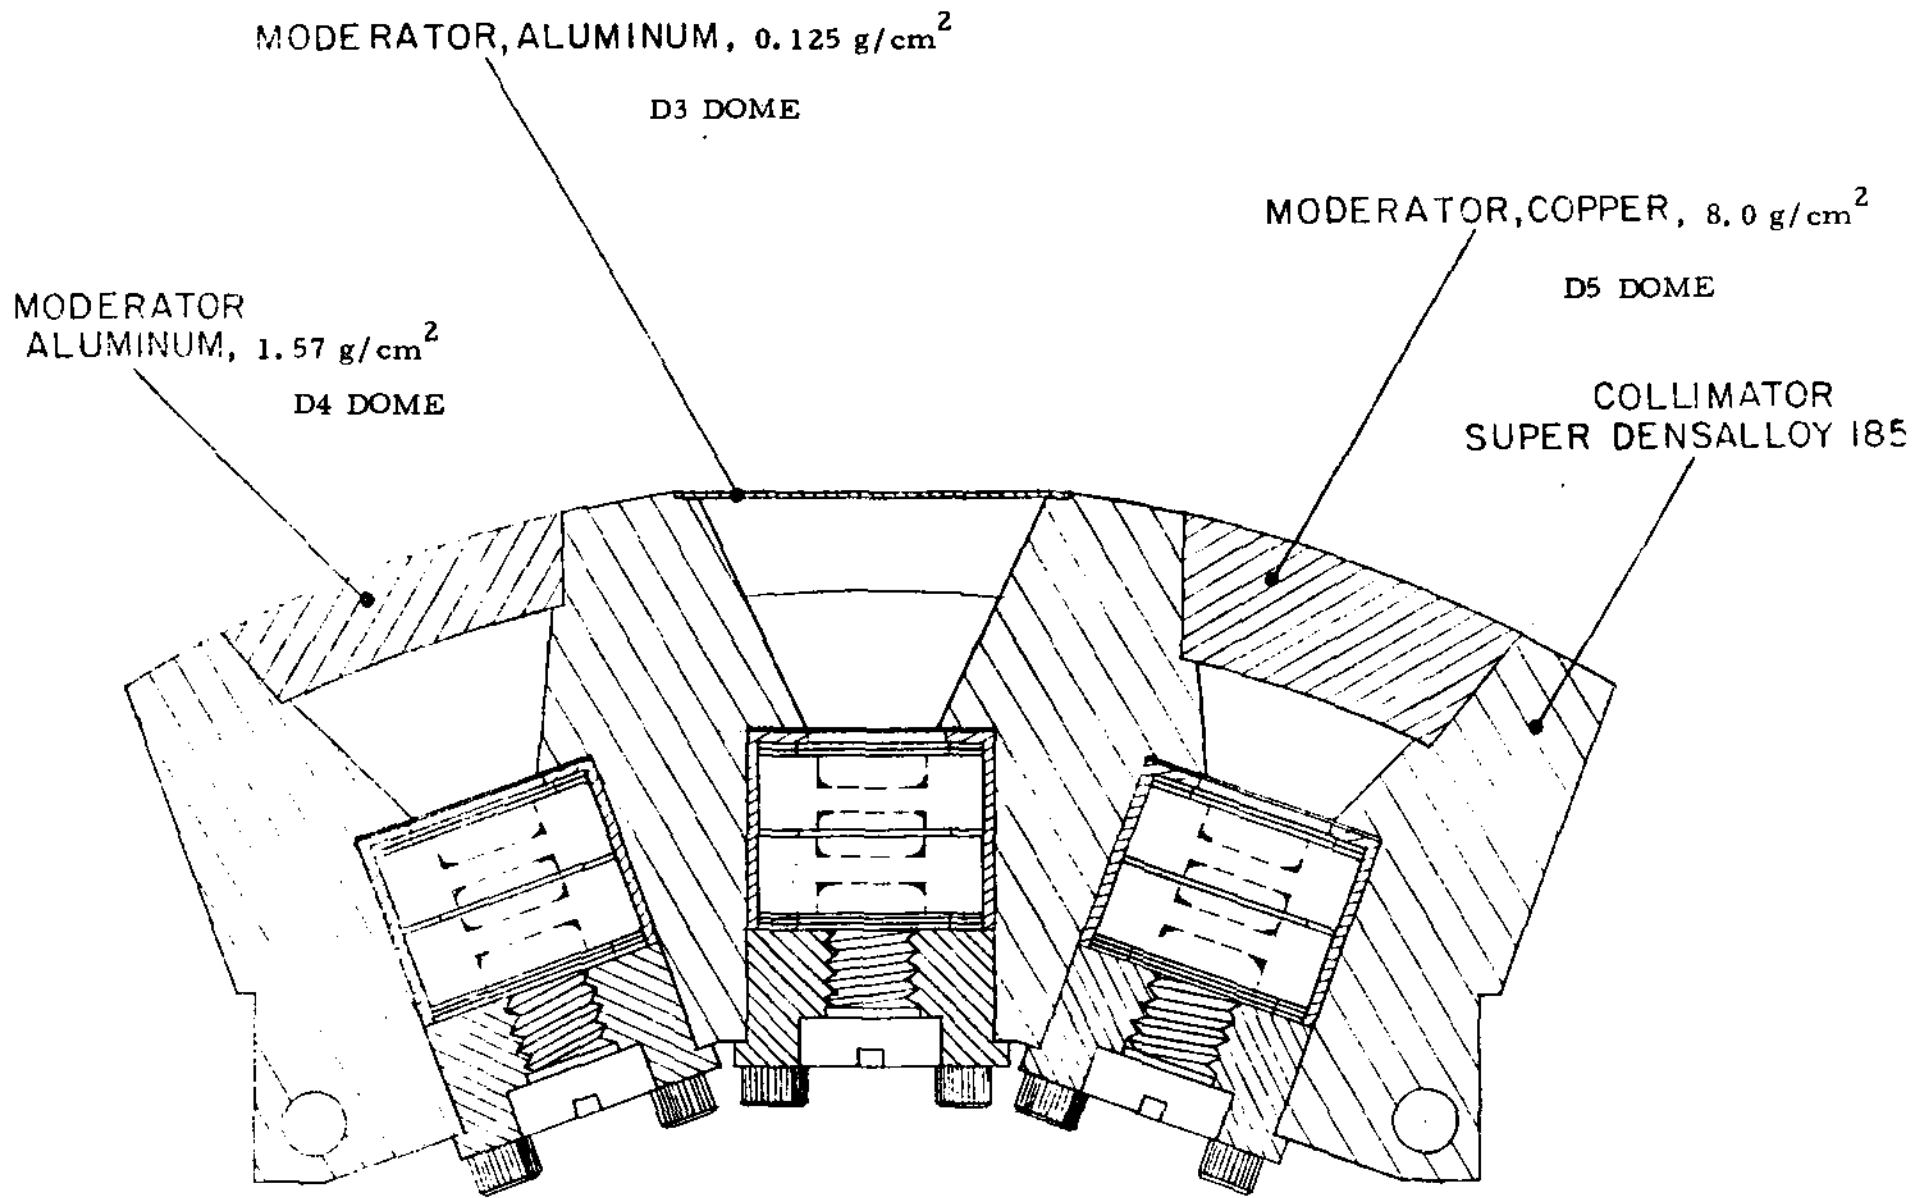 MODERATOR, ALUMINUM, 0.125 g/cm²
D3 DOME
MODERATOR, COPPER, 8.0 g/cm²
D5 DOME
MODERATOR
ALUMINUM, 1.57 g/cm²
D4 DOME
COLLIMATOR
SUPER DENSALLOY 185